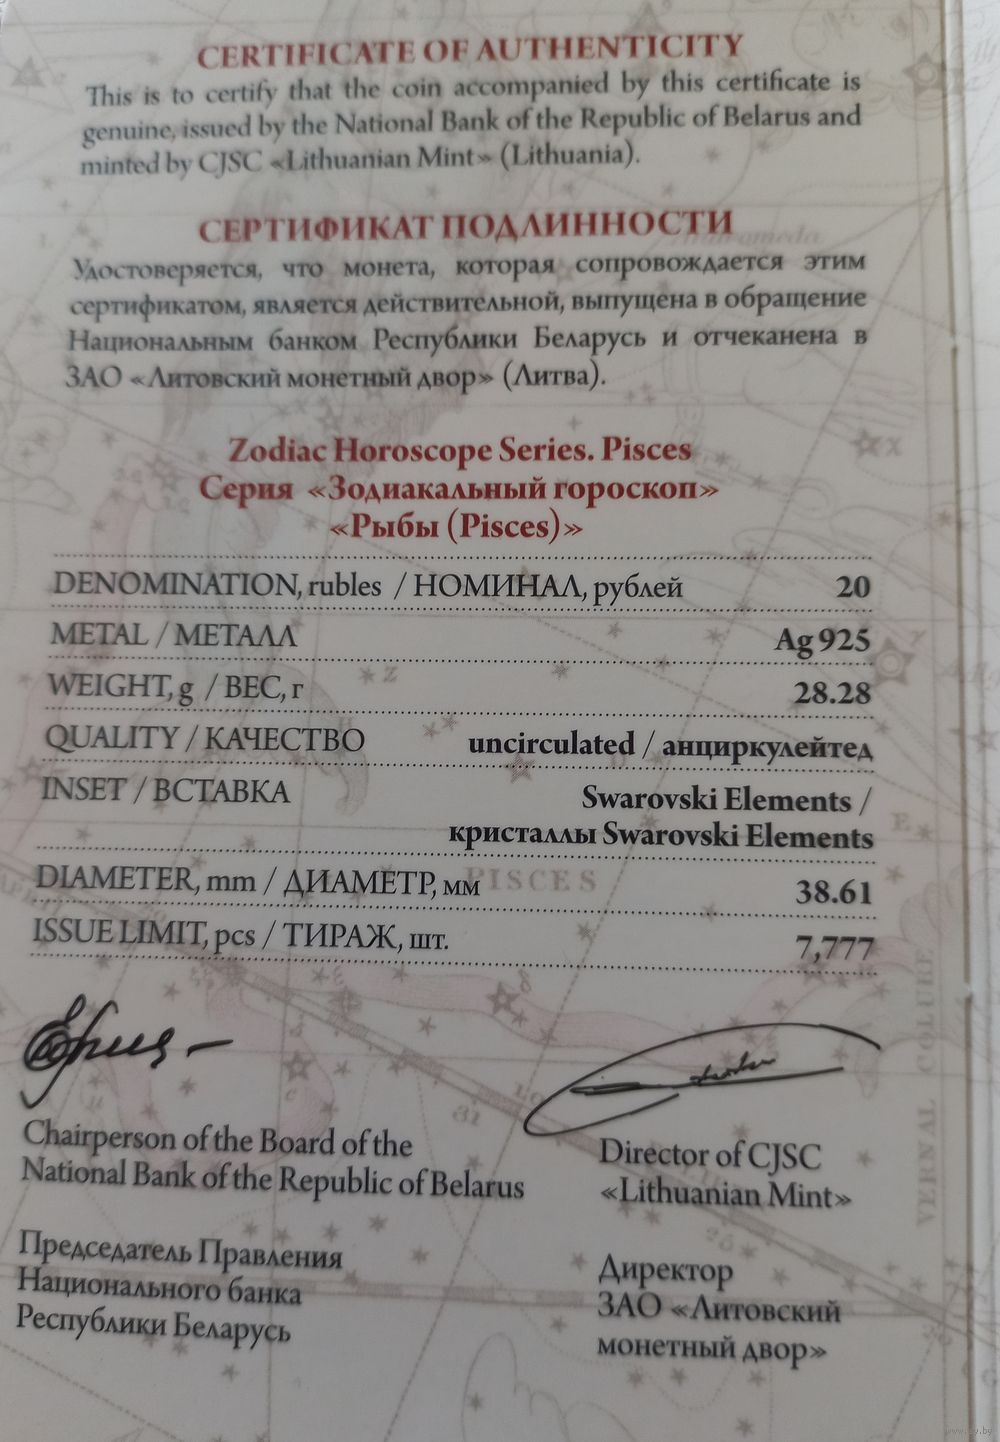 CERTIFICATE OF AUTHENTICITY
This is to certify that the coin accompanied by this certificate is
genuine, issued by the National Bank of the Republic of Belarus and
minted by CJSC «Lithuanian Mint» (Lithuania).
СЕРТИФИКАТ ПОДЛИННОСТИ
Удостоверяется, что монета, которая сопровождается этим
сертификатом, является действительной, выпущена в обращение
Национальным банком Республики Беларусь и отчеканена в
ЗАО «Литовский монетный двор» (Литва).
Zodiac Horoscope Series. Pisces
Серия «Зодиакальный гороскоп»
«Рыбы (Pisces)»
DENOMINATION, rubles / НОМИНАЛ, рублей 20
METAL / МЕТАЛЛ Ag 925
WEIGHT, g / ВЕС, г 28.28
QUALITY / КАЧЕСТВО uncirculated / анциркулейтед
INSET / ВСТАВКА Swarovski Elements /
кристаллы Swarovski Elements
DIAMETER, mm / ДИАМЕТР, мм 38.61
PISCES
ISSUE LIMIT, pcs / ТИРАЖ, шт. 7,777
VERNAL COLURE
Chairperson of the Board of the
National Bank of the Republic of Belarus
Director of CJSC
«Lithuanian Mint»
Председатель Правления
Национального банка
Республики Беларусь
Директор
ЗАО «Литовский
монетный двор»